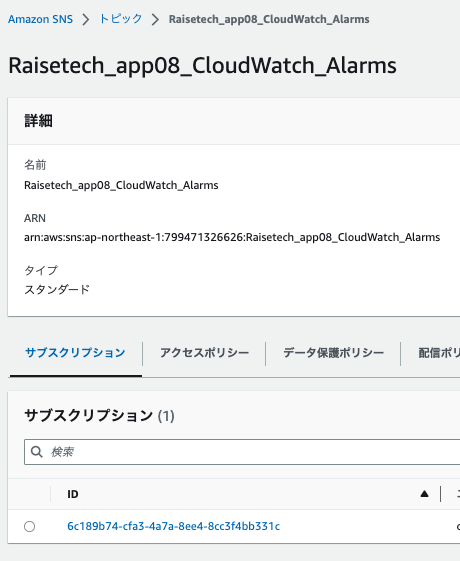 Amazon SNS > トピック > Raisetech_app08_CloudWatch_Alarms
Raisetech_app08_CloudWatch_Alarms
詳細
名前
Raisetech_app08_CloudWatch_Alarms
ARN
arn:aws:sns:ap-northeast-1:799471326626:Raisetech_app08_CloudWatch_Alarms
タイプ
スタンダード
サブスクリプション アクセスポリシー データ保護ポリシー 配信ポリ
サブスクリプション (1)
検索
ID
6c189b74-cfa3-4a7a-8ee4-8cc3f4bb331c